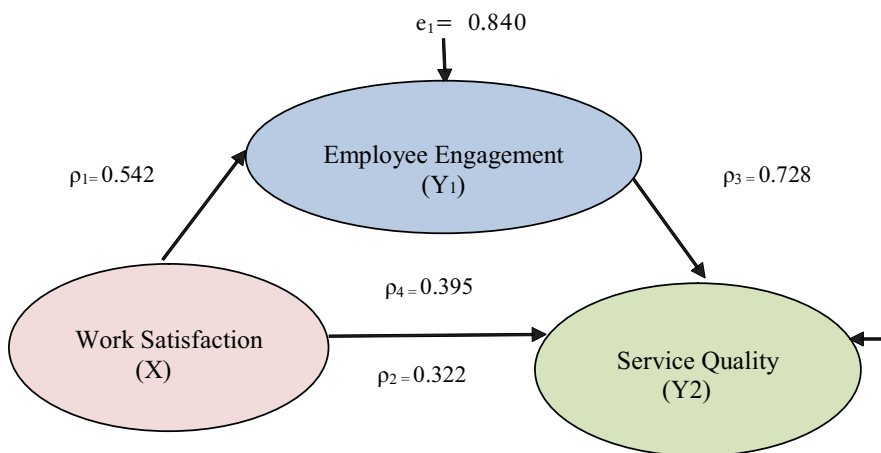 e₁= 0.840
Employee Engagement
(Y₁)
ρ₁₌0.542
ρ₃₌0.728
ρ₄ ₌0.395
Work Satisfaction
(X)
ρ₂₌0.322
Service Quality
(Y2)